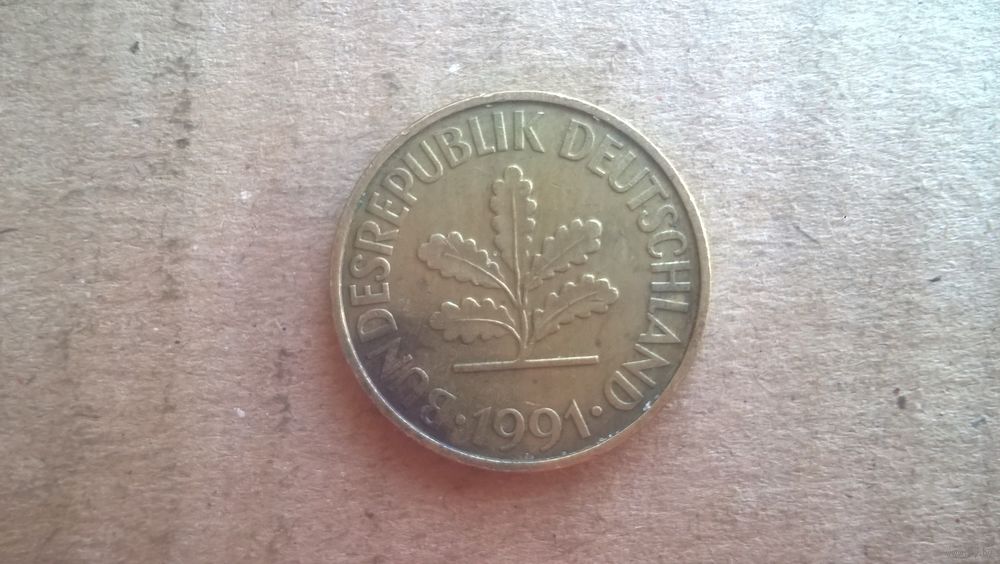 BUNDESREPUBLIK DEUTSCHLAND
· 1991 ·